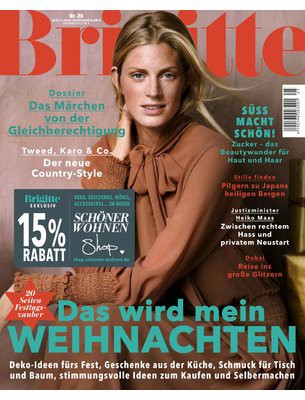 Brigitte
Nr. 25
Dossier
Das Märchen
von der
Gleichberechtigung
Tweed, Karo & Co.
Der neue
Country-Style
Brigitte
EXKLUSIV
15%
RABATT
DEKO, GESCHENKE, MÖBEL,
ACCESSOIRES... IM NEUEN
SCHÖNER
WOHNEN
Shop
shop.schoener-wohnen.de
SÜSS
MACHT
SCHÖN!
Zucker - das
Beautywunder für
Haut und Haar
Stille finden
Pilgern zu Japans
heiligen Bergen
Justizminister
Heiko Maas
Zwischen rechtem
Hass und
privatem Neustart
Dubai
Reise ins
große Glitzern
20
Seiten
Festtags-
zauber
Das wird mein
WEIHNACHTEN
Deko-Ideen fürs Fest, Geschenke aus der Küche, Schmuck für Tisch
und Baum, stimmungsvolle Ideen zum Kaufen und Selbermachen